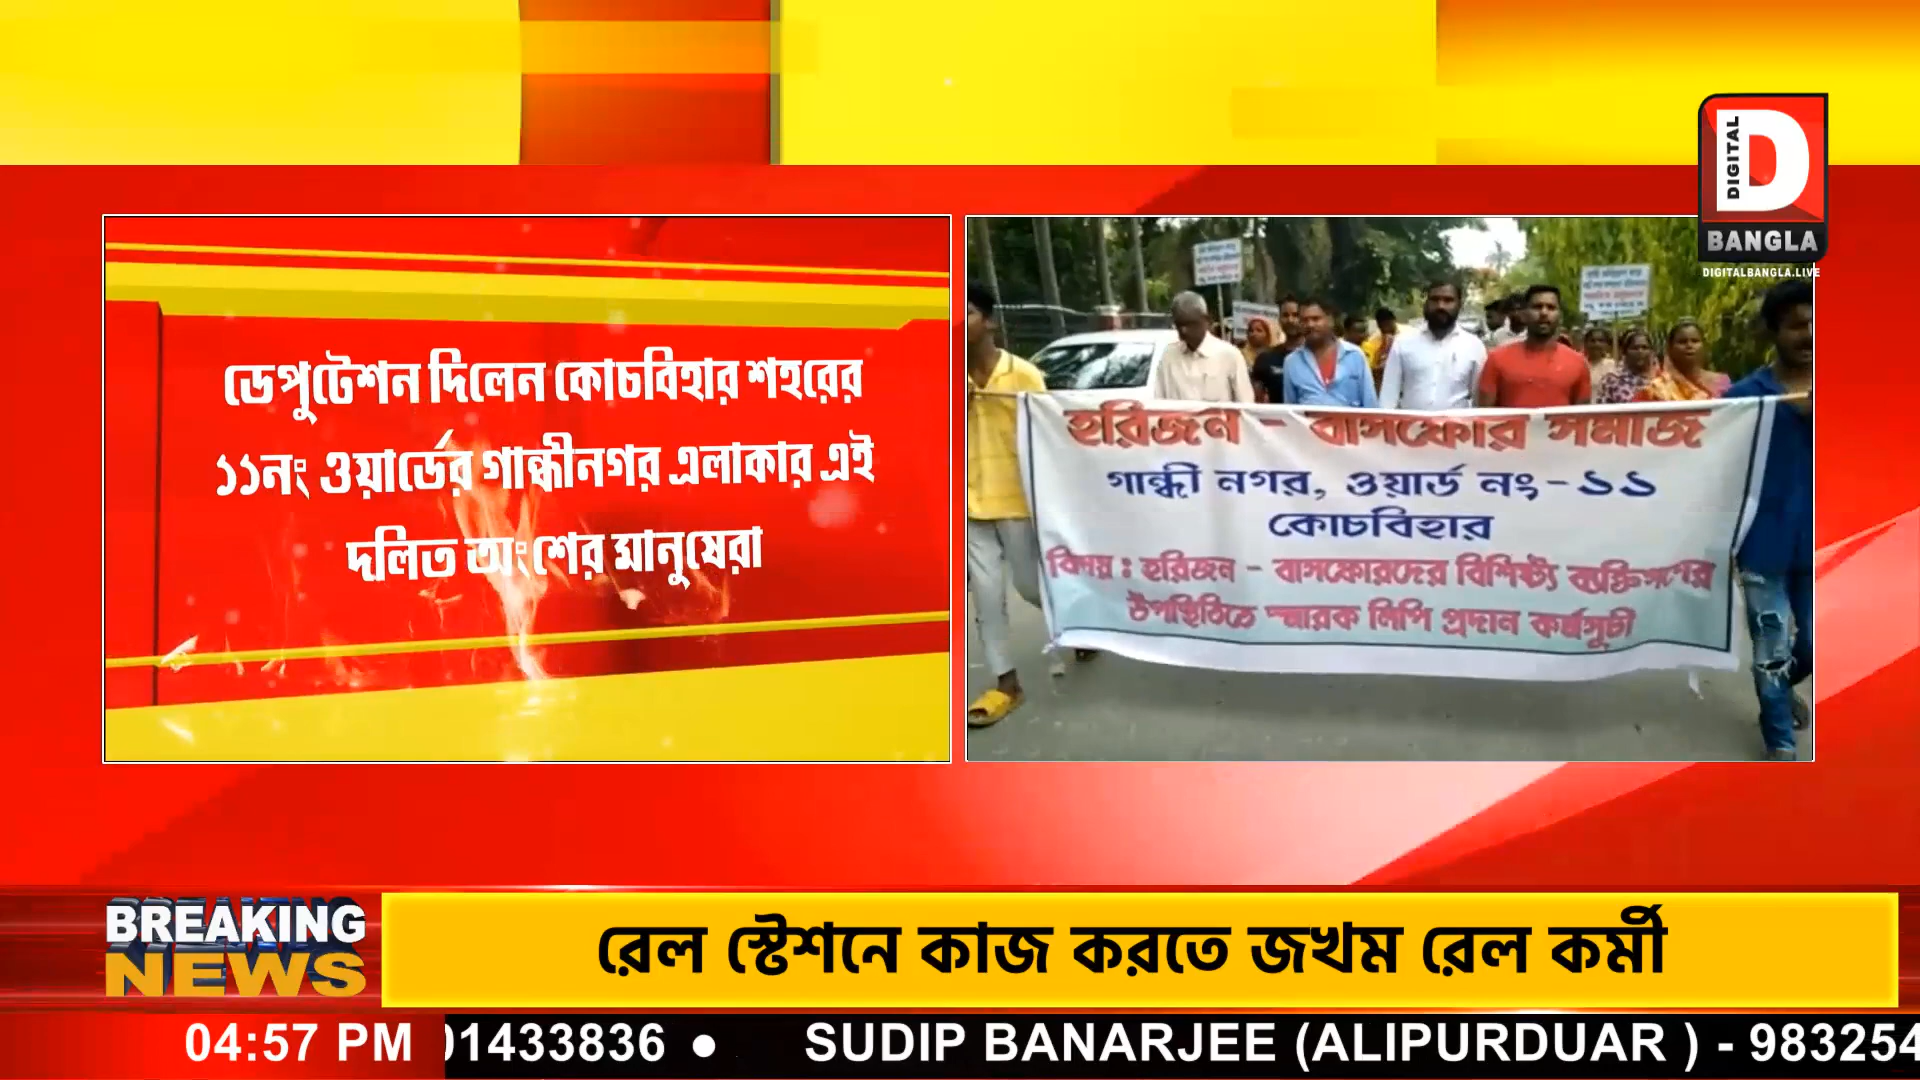 DIGITAL
D
BANGLA
DIGITALBANGLA.LIVE
ডেপুটেশন দিলেন কোচবিহার শহরের
১১নং ওয়ার্ডের গান্ধীনগর এলাকার এই
দলিত অংশের মানুষেরা
হরিজন - বাসফোর সমাজ
গান্ধী নগর, ওয়ার্ড নং - ১১
কোচবিহার
বিষয় : হরিজন - বাসফোরদের বিশিষ্ট্য ব্যক্তিগণের
উপস্থিতিতে স্মারক লিপি প্রদান কর্মসূচী
BREAKING
NEWS
রেল স্টেশনে কাজ করতে জখম রেল কর্মী
04:57 PM
01433836 ● SUDIP BANARJEE (ALIPURDUAR ) - 983254